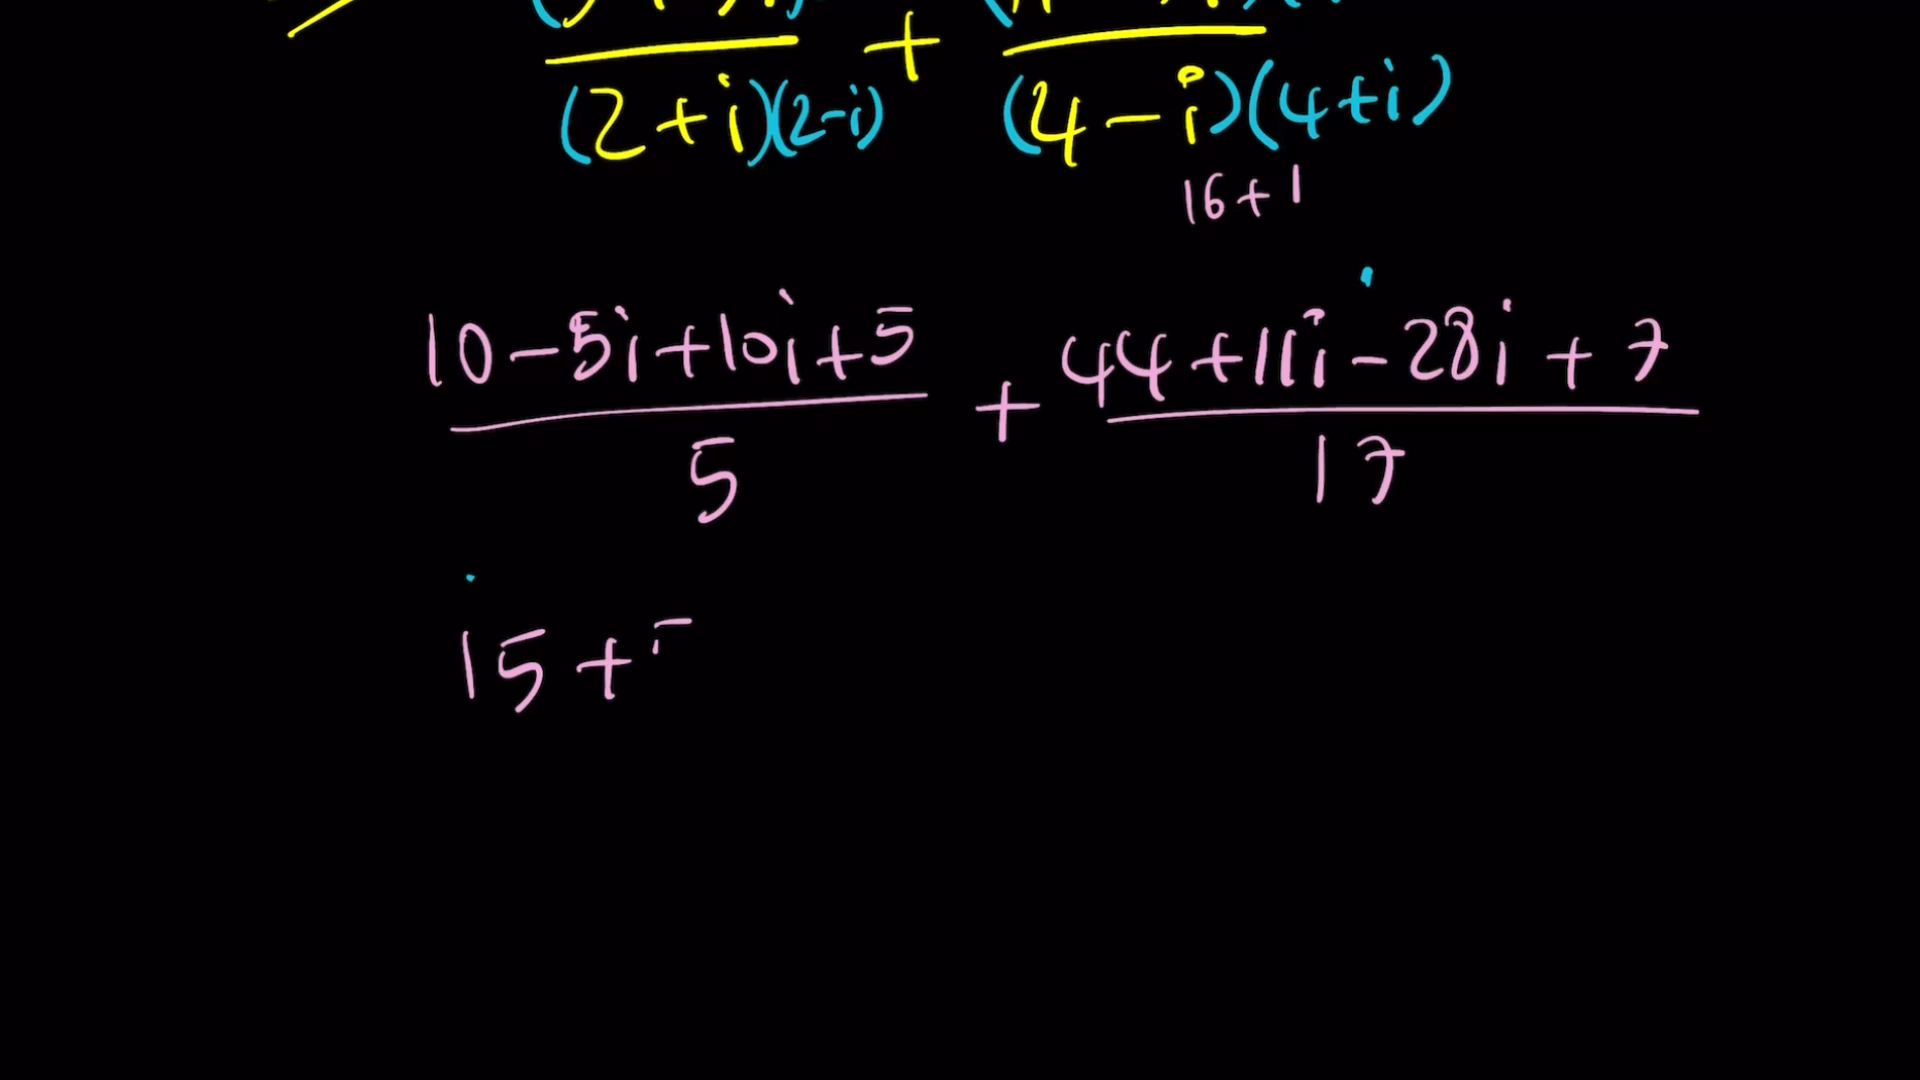 (2+i)(2-i) + (4-i)(4+i)
16+1
10-5i+10i+5 + 44+11i-28i+7
5 17
15+